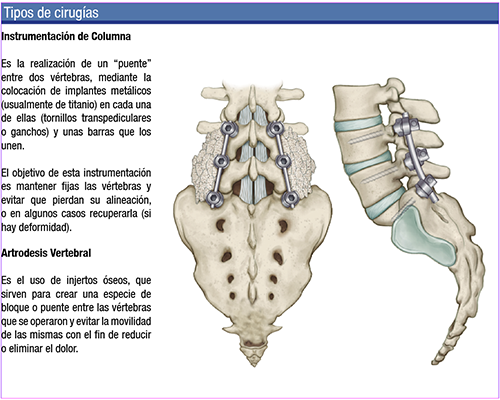 Tipos de cirugías
Instrumentación de Columna
Es la realización de un “puente”
entre dos vértebras, mediante la
colocación de implantes metálicos
(usualmente de titanio) en cada una
de ellas (tornillos transpediculares
o ganchos) y unas barras que los
unen.
El objetivo de esta instrumentación
es mantener fijas las vértebras y
evitar que pierdan su alineación,
o en algunos casos recuperarla (si
hay deformidad).
Artrodesis Vertebral
Es el uso de injertos óseos, que
sirven para crear una especie de
bloque o puente entre las vértebras
que se operaron y evitar la movilidad
de las mismas con el fin de reducir
o eliminar el dolor.